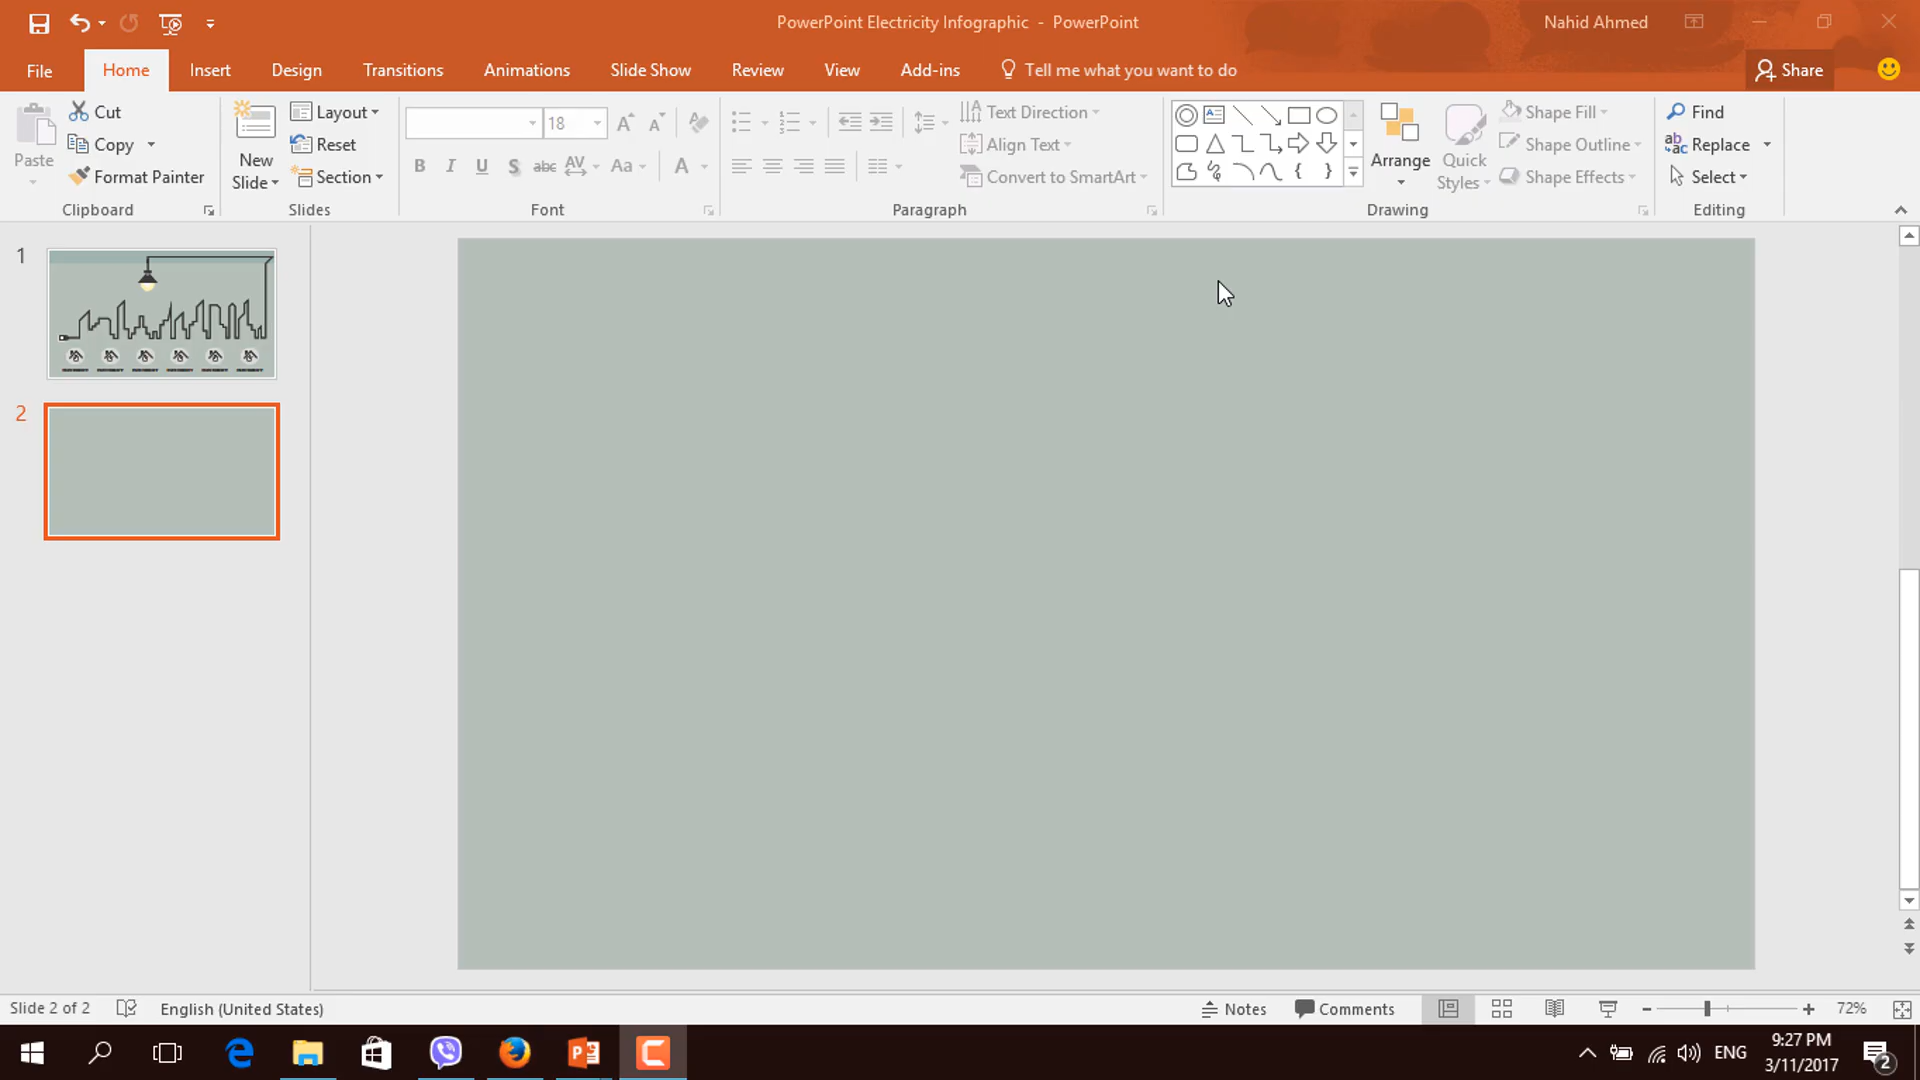 PowerPoint Electricity Infographic - PowerPoint
Nahid Ahmed
File Home Insert Design Transitions Animations Slide Show Review View Add-ins Tell me what you want to do Share
Paste
Cut
Copy
Format Painter
Clipboard
New
Slide
Layout
Reset
Section
Slides
18
B I U S abc AV Aa A
Font
Text Direction
Align Text
Convert to SmartArt
Paragraph
Arrange
Quick
Styles
Shape Fill
Shape Outline
Shape Effects
Drawing
Find
Replace
Select
Editing
1
2
Slide 2 of 2
English (United States)
Notes
Comments
72%
ENG
9:27 PM
3/11/2017
2